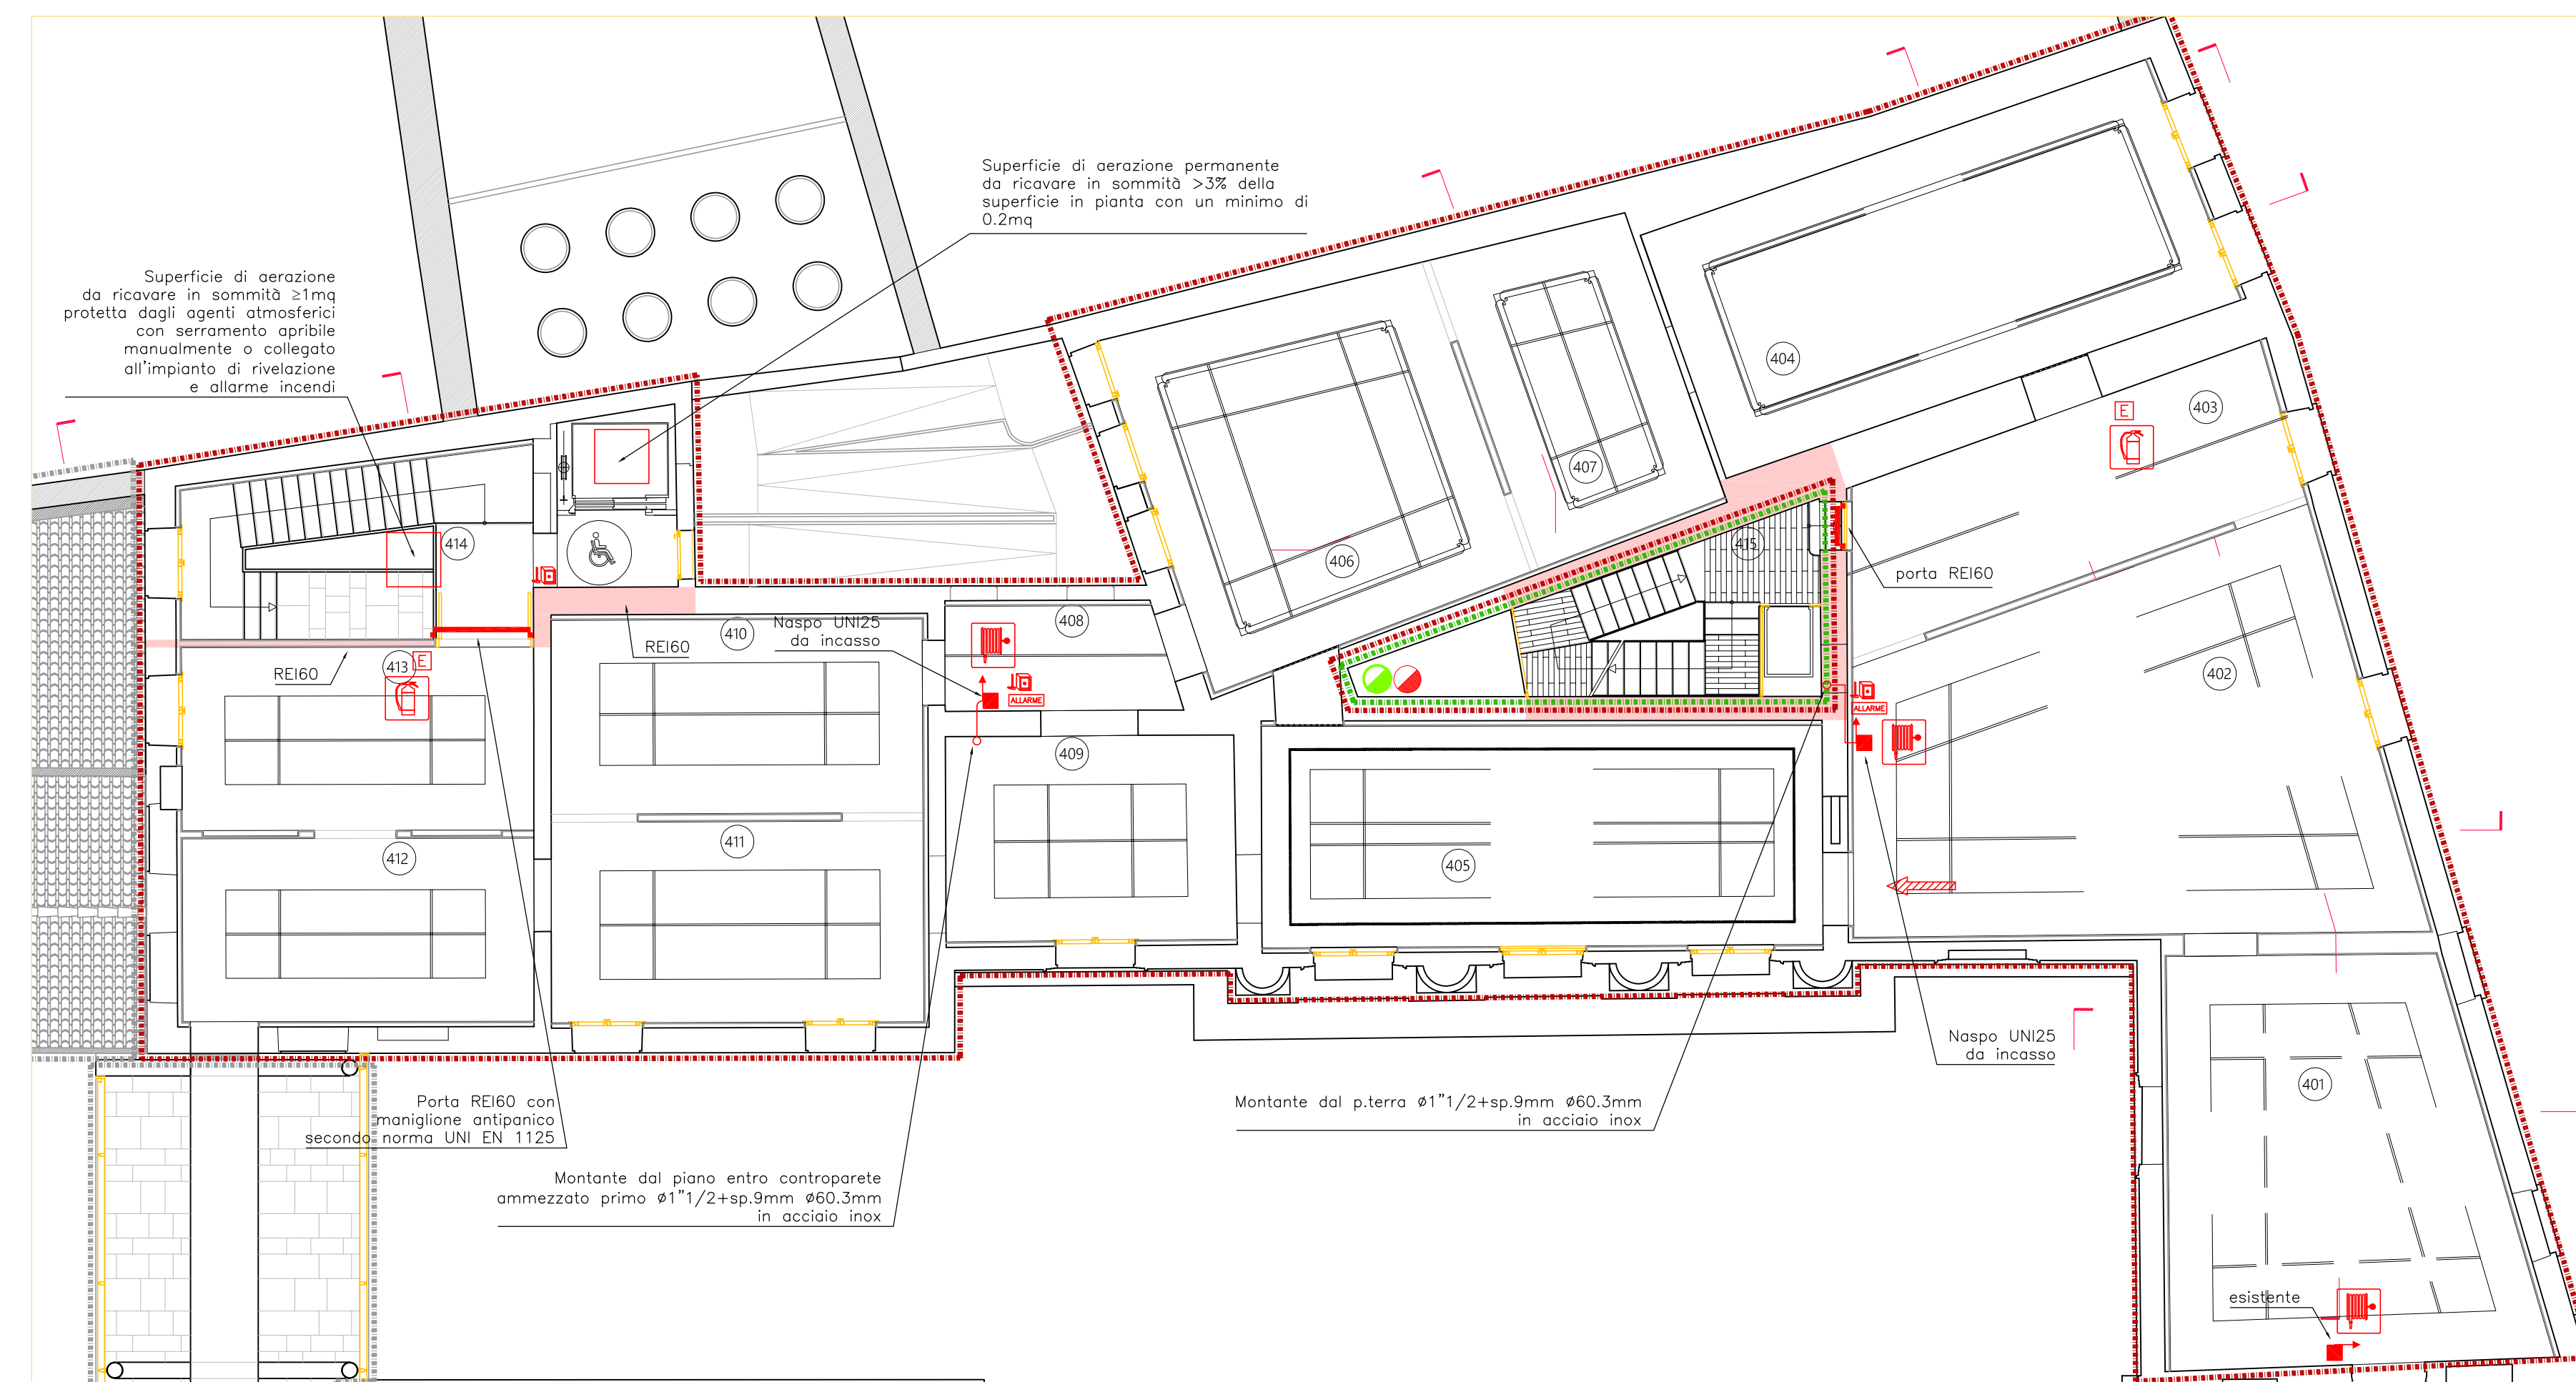 Superficie di aerazione permanente
da ricavare in sommità >3% della
superficie in pianta con un minimo di
0.2mq
Superficie di aerazione
da ricavare in sommità ≥1mq
protetta dagli agenti atmosferici
con serramento apribile
manualmente o collegato
all'impianto di rivelazione
e allarme incendi
404
403
E
407
406
414
415
porta REI60
408
410
Naspo UNI25
da incasso
REI60
413
E
REI60
402
ALLARME
ALLARME
409
411
412
405
Naspo UNI25
da incasso
401
Porta REI60 con
maniglione antipanico
secondo norma UNI EN 1125
Montante dal p.terra ø1"1/2+sp.9mm ø60.3mm
in acciaio inox
Montante dal piano entro controparete
ammezzato primo ø1"1/2+sp.9mm ø60.3mm
in acciaio inox
esistente